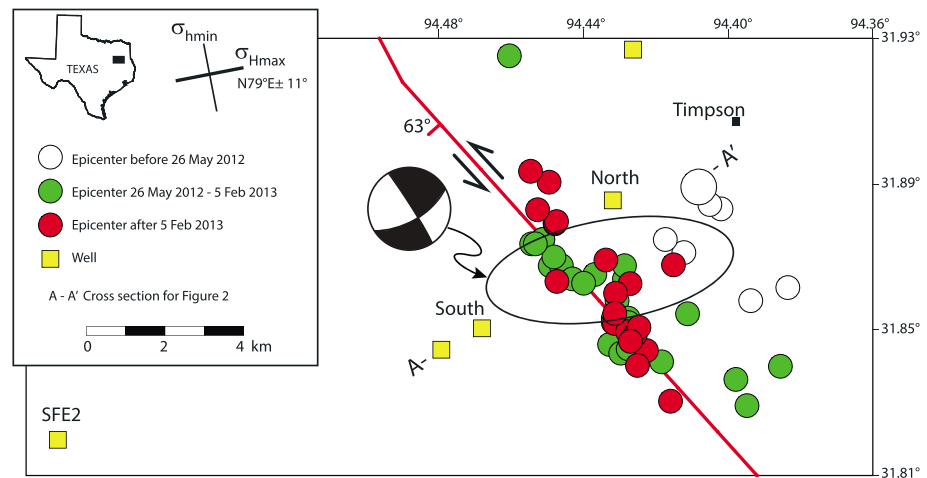 94.48° 94.44° 94.40° 94.36°
31.93°
TEXAS
σhmin
σHmax
N79°E± 11°
Epicenter before 26 May 2012
Epicenter 26 May 2012 - 5 Feb 2013
Epicenter after 5 Feb 2013
Well
A - A′ Cross section for Figure 2
0 2 4 km
63°
Timpson
- A′
North
31.89°
South
A-
31.85°
SFE2
31.81°